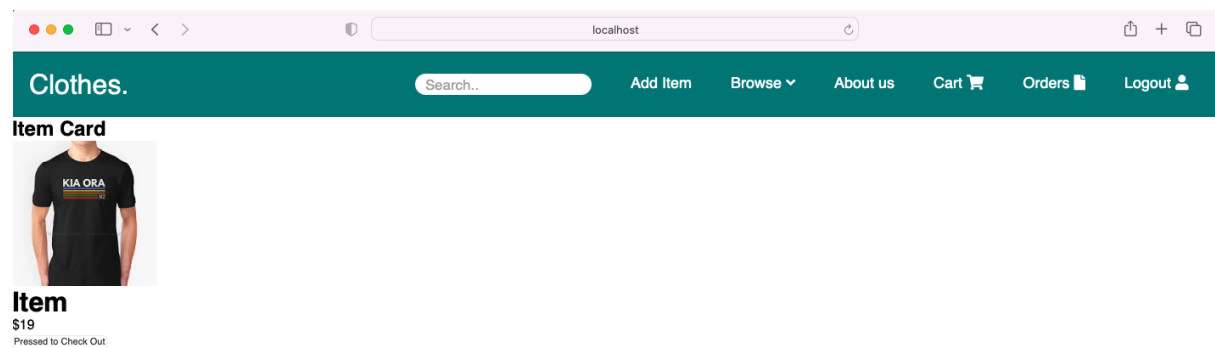 localhost
Clothes.
Search..
Add Item
Browse
About us
Cart
Orders
Logout
Item Card
KIA ORA
NZ
Item
$19
Pressed to Check Out